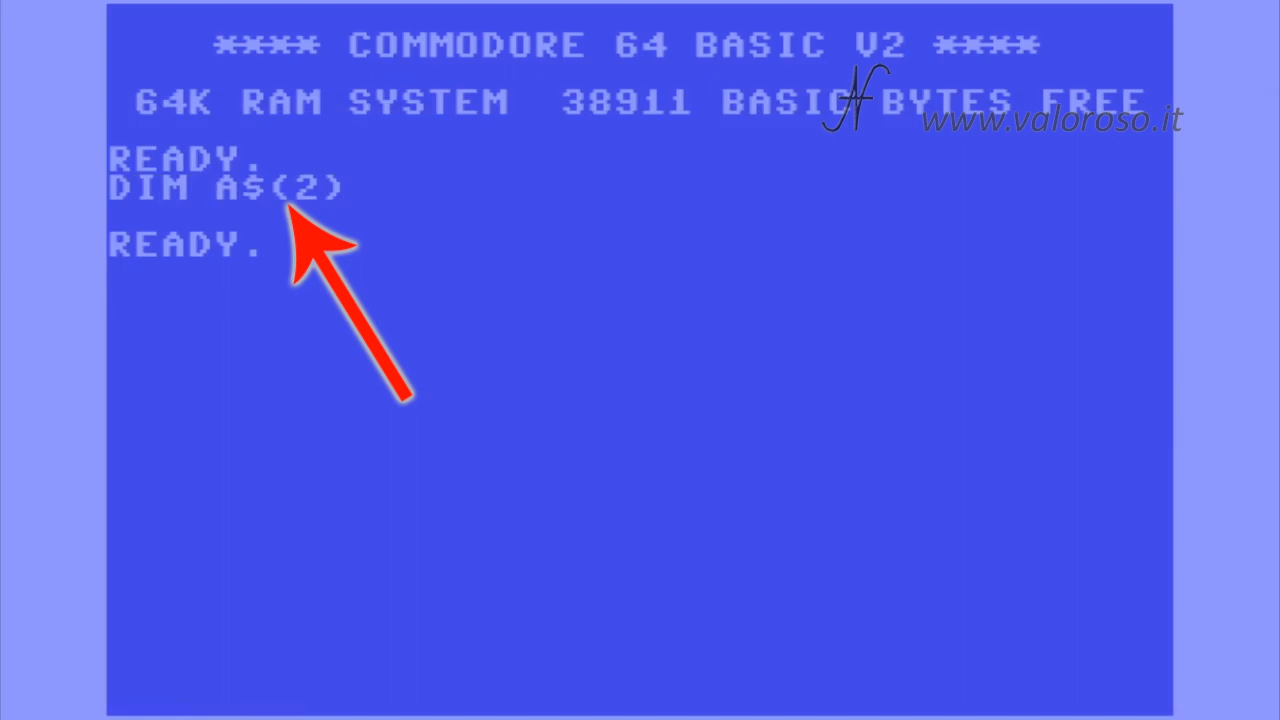 **** COMMODORE 64 BASIC V2 ****
64K RAM SYSTEM  38911 BASIC BYTES FREE
www.valoroso.it
READY.
DIM A$(2)
READY.